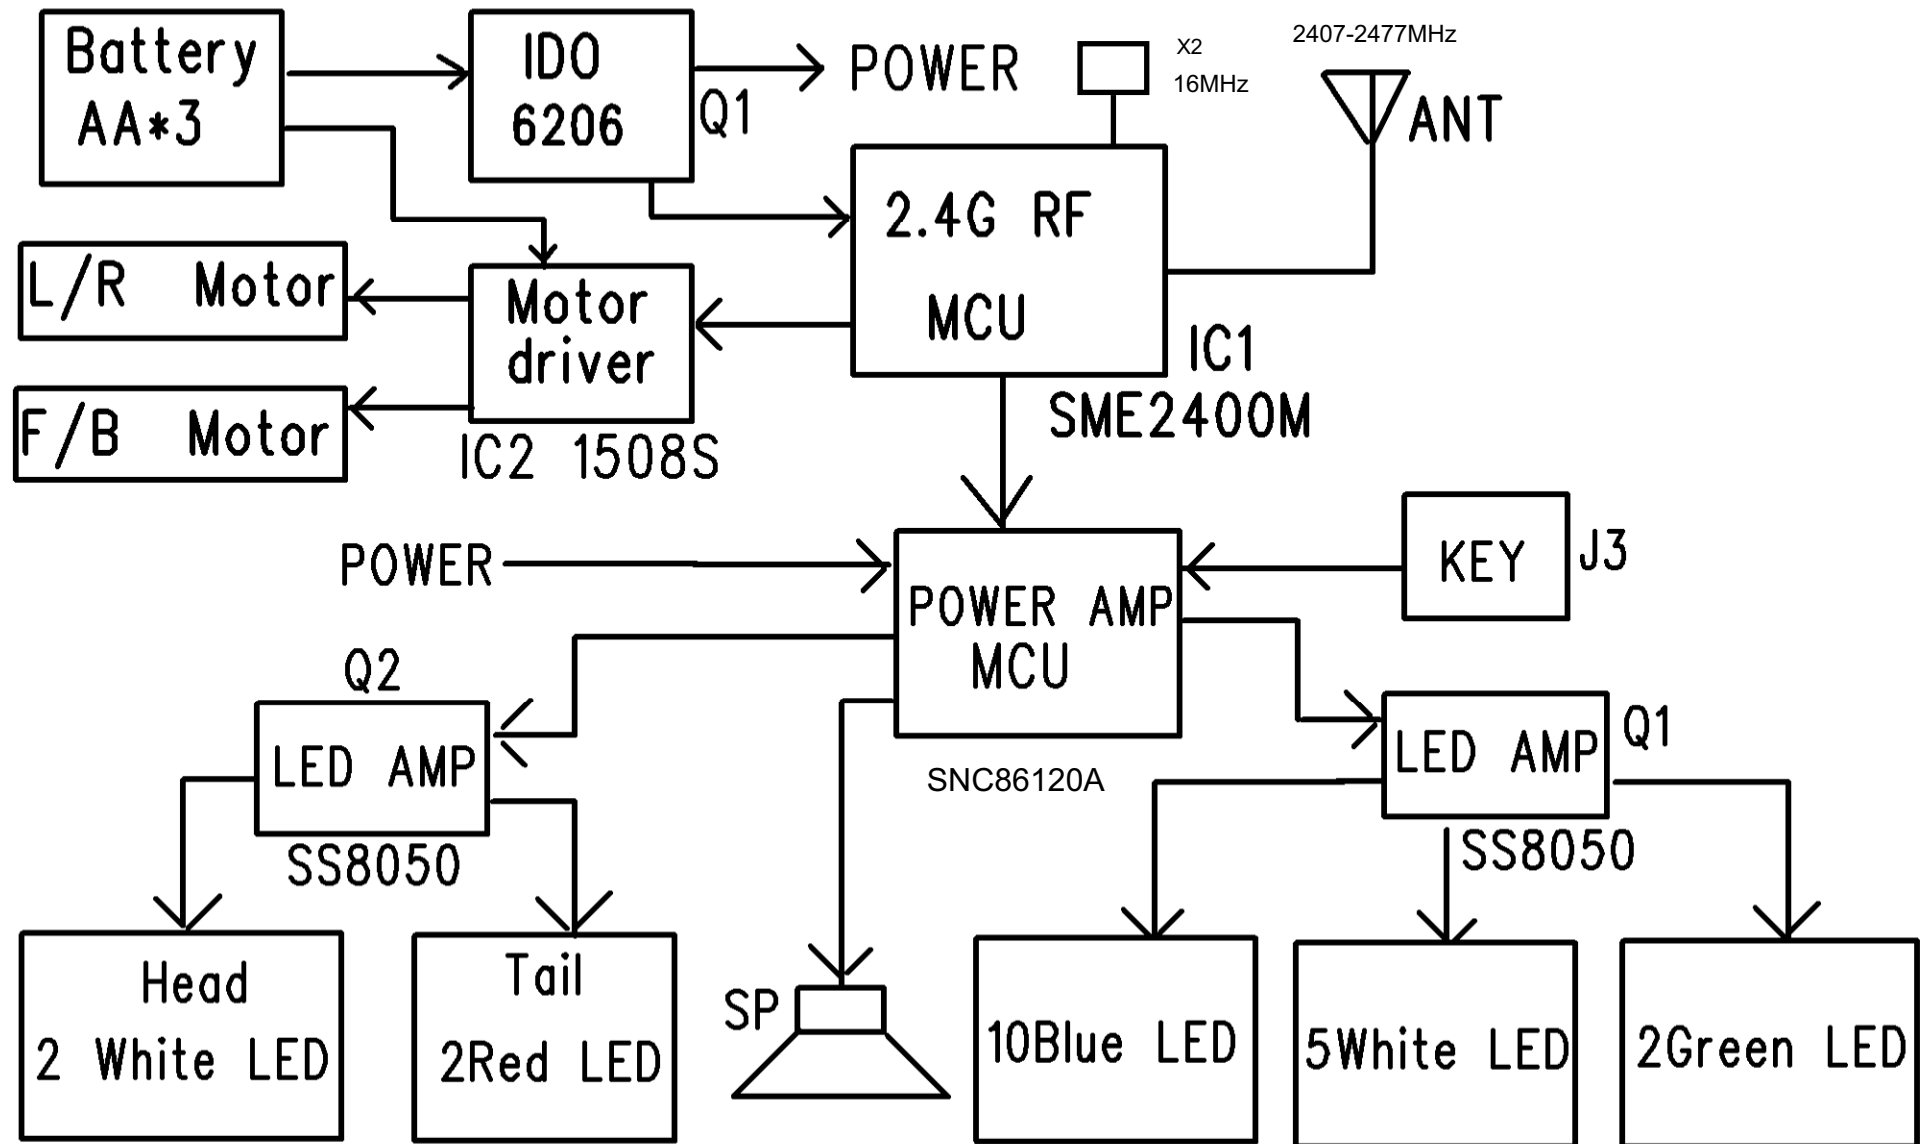 Battery
AA*3
IDO
6206
Q1
POWER
X2
16MHz
2407-2477MHz
ANT
2.4G RF
MCU
IC1
SME2400M
L/R Motor
F/B Motor
Motor
driver
IC2 1508S
POWER
POWER AMP
MCU
SNC86120A
KEY
J3
Q2
LED AMP
SS8050
LED AMP
Q1
SS8050
Head
2 White LED
Tail
2Red LED
SP
10Blue LED
5White LED
2Green LED